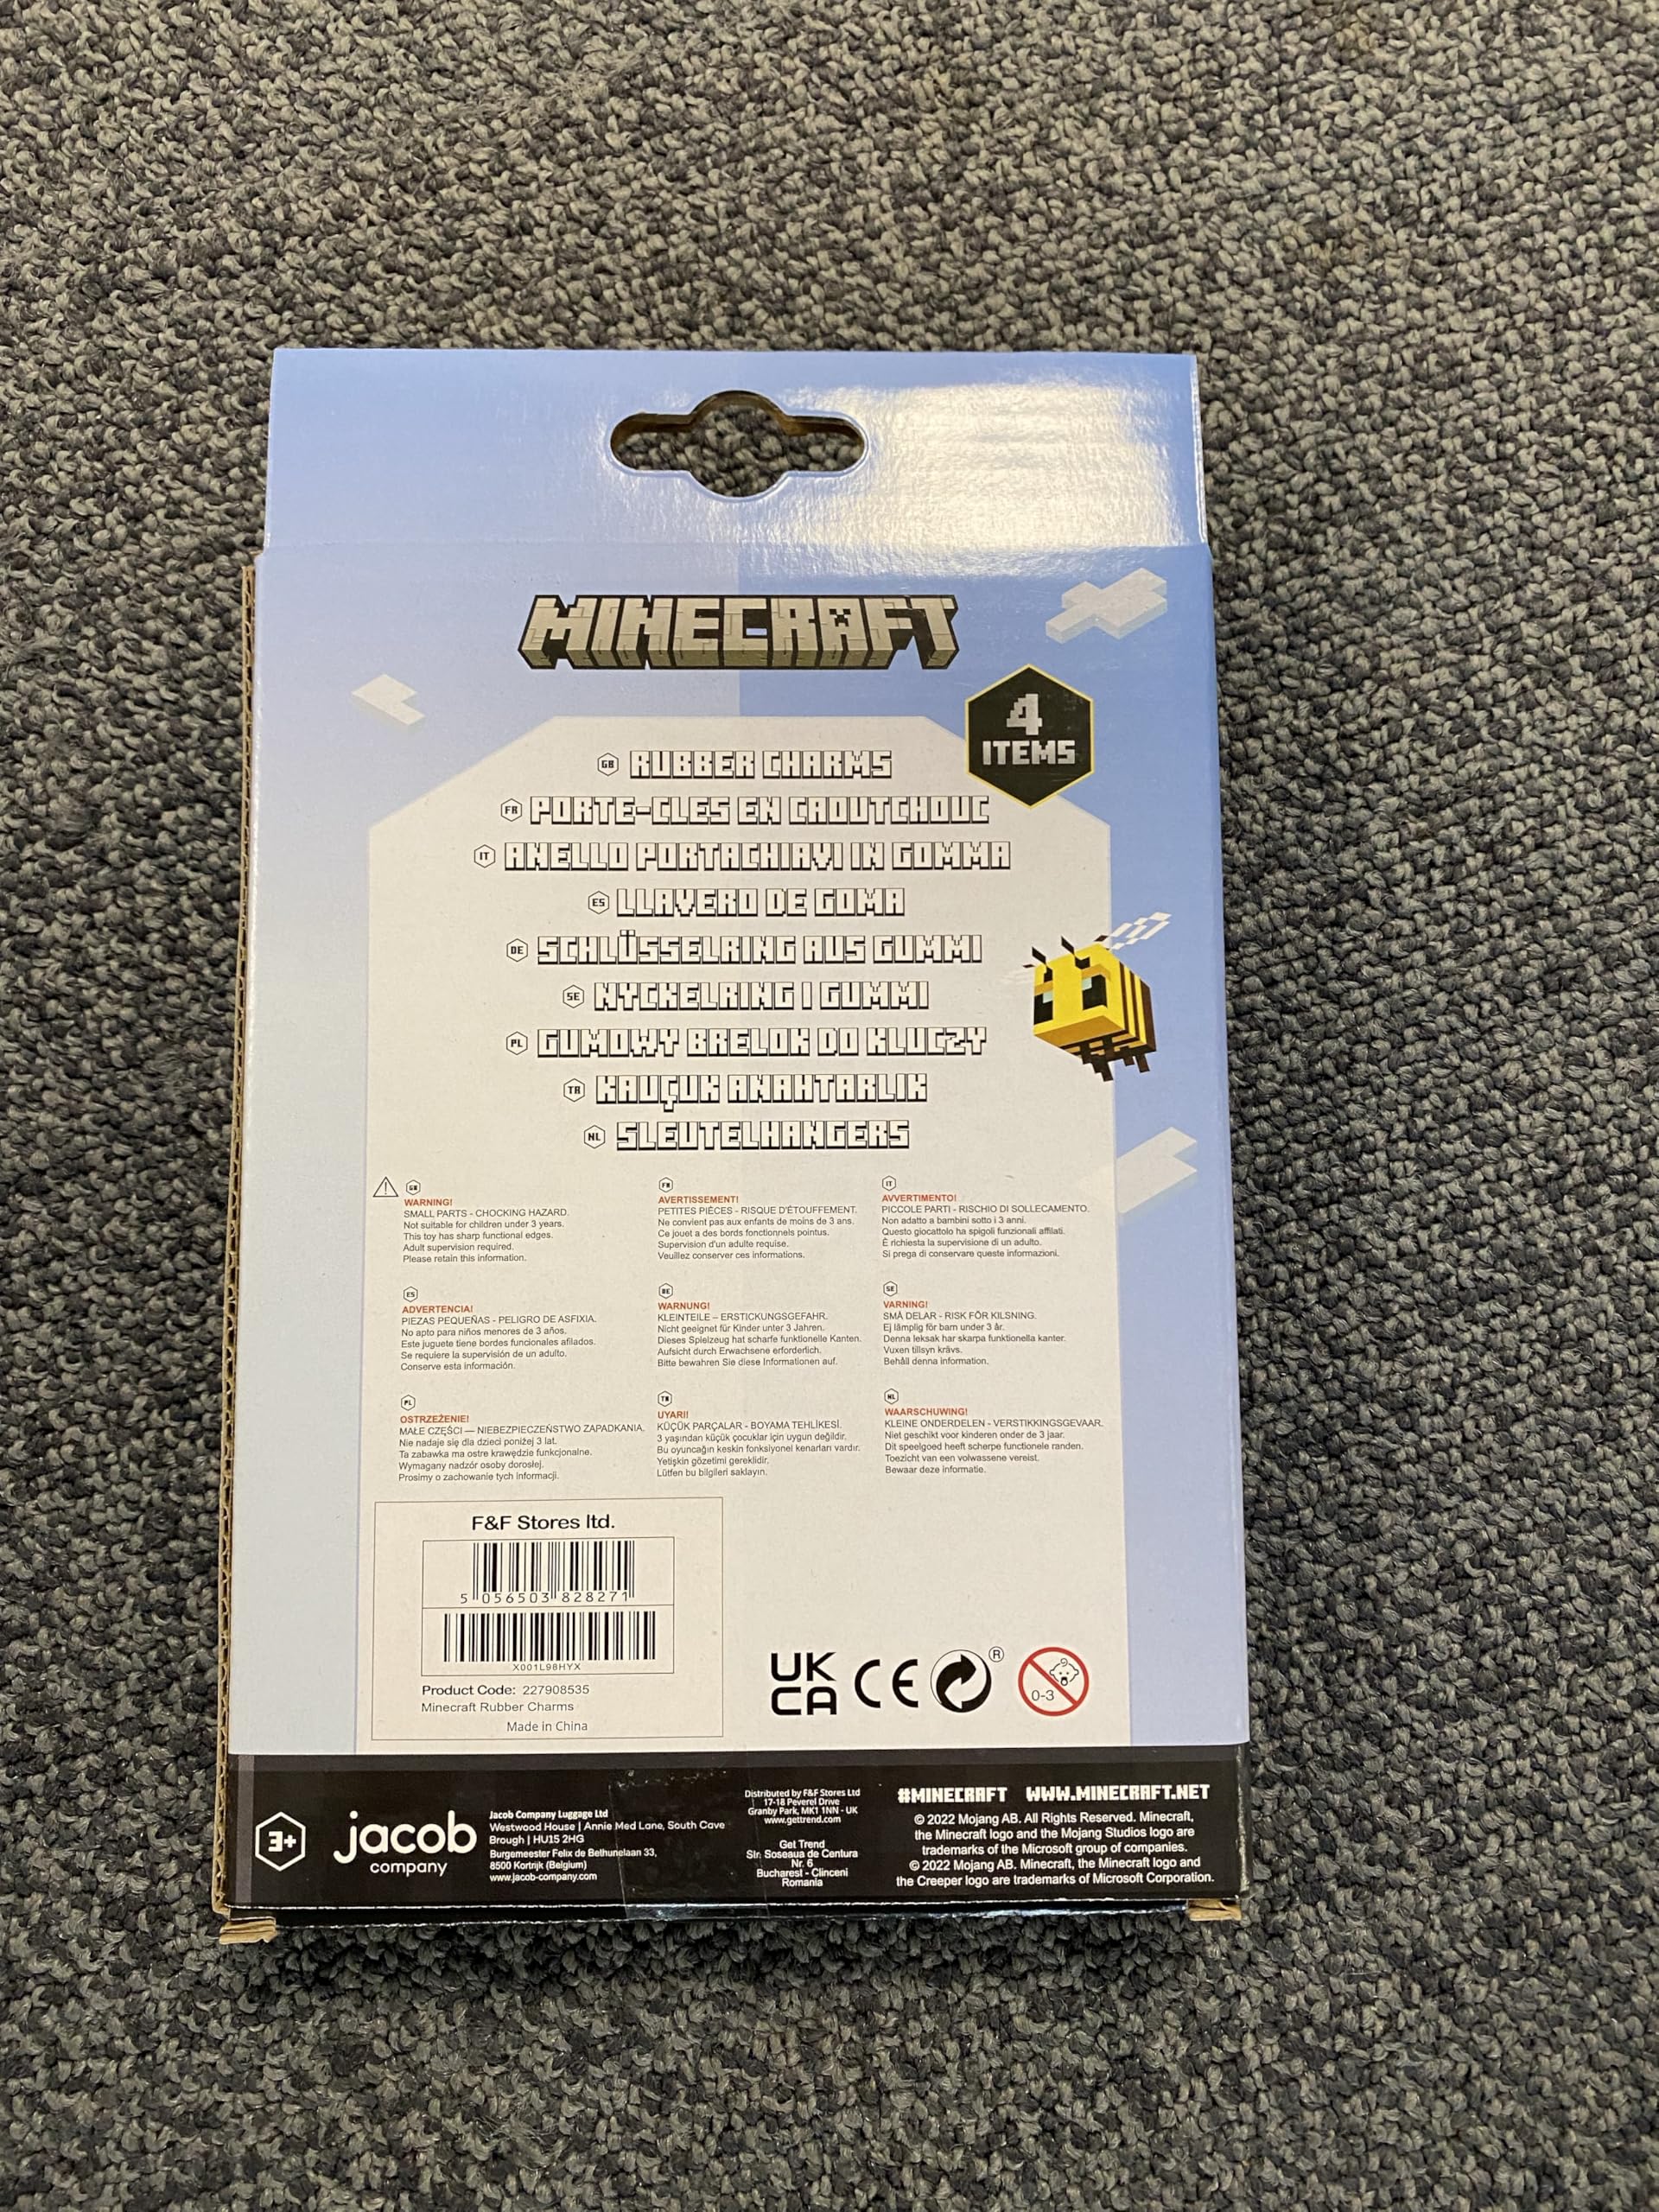 MINECRAFT
4
ITEMS
GB RUBBER CHARMS
FR PORTE-CLES EN CAOUTCHOUC
IT ANELLO PORTACHIAVI IN GOMMA
ES LLAVERO DE GOMA
DE SCHLÜSSELRING AUS GUMMI
SE NYCKELRING I GUMMI
PL GUMOWY BRELOK DO KLUCZY
TR KAUÇUK ANAHTARLIK
NL SLEUTELHANGERS
GB
WARNING!
SMALL PARTS - CHOCKING HAZARD.
Not suitable for children under 3 years.
This toy has sharp functional edges.
Adult supervision required.
Please retain this information.
FR
AVERTISSEMENT!
PETITES PIÈCES - RISQUE D'ÉTOUFFEMENT.
Ne convient pas aux enfants de moins de 3 ans.
Ce jouet a des bords fonctionnels pointus.
Supervision d'un adulte requise.
Veuillez conserver ces informations.
IT
AVVERTIMENTO!
PICCOLE PARTI - RISCHIO DI SOLLECAMENTO.
Non adatto a bambini sotto i 3 anni.
Questo giocattolo ha spigoli funzionali affilati.
È richiesta la supervisione di un adulto.
Si prega di conservare queste informazioni.
ES
ADVERTENCIA!
PIEZAS PEQUEÑAS - PELIGRO DE ASFIXIA.
No apto para niños menores de 3 años.
Este juguete tiene bordes funcionales afilados.
Se requiere la supervisión de un adulto.
Conserve esta información.
DE
WARNUNG!
KLEINTEILE – ERSTICKUNGSGEFAHR.
Nicht geeignet für Kinder unter 3 Jahren.
Dieses Spielzeug hat scharfe funktionelle Kanten.
Aufsicht durch Erwachsene erforderlich.
Bitte bewahren Sie diese Informationen auf.
SE
VARNING!
SMÅ DELAR - RISK FÖR KILSNING.
Ej lämplig för barn under 3 år.
Denna leksak har skarpa funktionella kanter.
Vuxen tillsyn krävs.
Behåll denna information.
PL
OSTRZEŻENIE!
MAŁE CZĘŚCI — NIEBEZPIECZEŃSTWO ZAPADKANIA.
Nie nadaje się dla dzieci poniżej 3 lat.
Ta zabawka ma ostre krawędzie funkcjonalne.
Wymagany nadzór osoby dorosłej.
Prosimy o zachowanie tych informacji.
TR
UYARI!
KÜÇÜK PARÇALAR - BOYAMA TEHLİKESİ.
3 yaşından küçük çocuklar için uygun değildir.
Bu oyuncağın keskin fonksiyonel kenarları vardır.
Yetişkin gözetimi gereklidir.
Lütfen bu bilgileri saklayın.
NL
WAARSCHUWING!
KLEINE ONDERDELEN - VERSTIKKINGSGEVAAR.
Niet geschikt voor kinderen onder de 3 jaar.
Dit speelgoed heeft scherpe functionele randen.
Toezicht van een volwassene vereist.
Bewaar deze informatie.
F&F Stores ltd.
5 056503 828271
X001L98HYX
Product Code: 227908535
Minecraft Rubber Charms
Made in China
UK
CA
CE
®
0-3
3+
jacob
company
Jacob Company Luggage Ltd
Westwood House | Annie Med Lane, South Cave
Brough | HU15 2HG
Burgemeester Felix de Bethunelaan 33,
8500 Kortrijk (Belgium)
www.jacob-company.com
Distributed by F&F Stores Ltd
17-18 Peverel Drive
Granby Park, MK1 1NN - UK
www.gettrend.com
Get Trend
Str. Soseaua de Centura
Nr. 6
Bucharest - Clinceni
Romania
#MINECRAFT WWW.MINECRAFT.NET
© 2022 Mojang AB. All Rights Reserved. Minecraft,
the Minecraft logo and the Mojang Studios logo are
trademarks of the Microsoft group of companies.
© 2022 Mojang AB. Minecraft, the Minecraft logo and
the Creeper logo are trademarks of Microsoft Corporation.